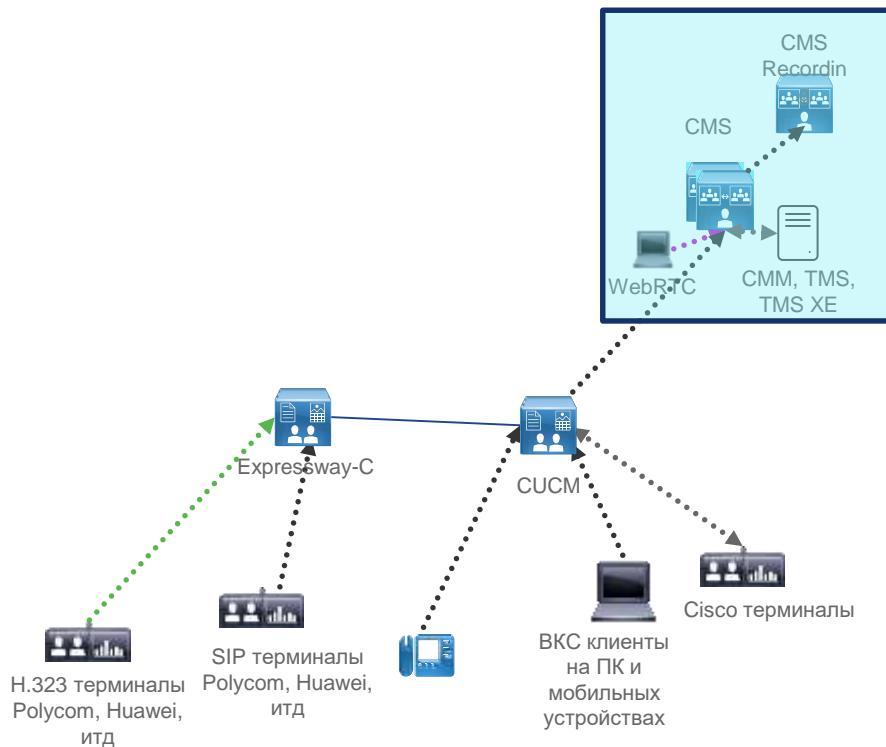 CMS
Recordin
CMS
WebRTC
CMM, TMS,
TMS XE
Expressway-C
CUCM
Cisco терминалы
ВКС клиенты
на ПК и
мобильных
устройствах
SIP терминалы
Polycom, Huawei,
итд
H.323 терминалы
Polycom, Huawei,
итд